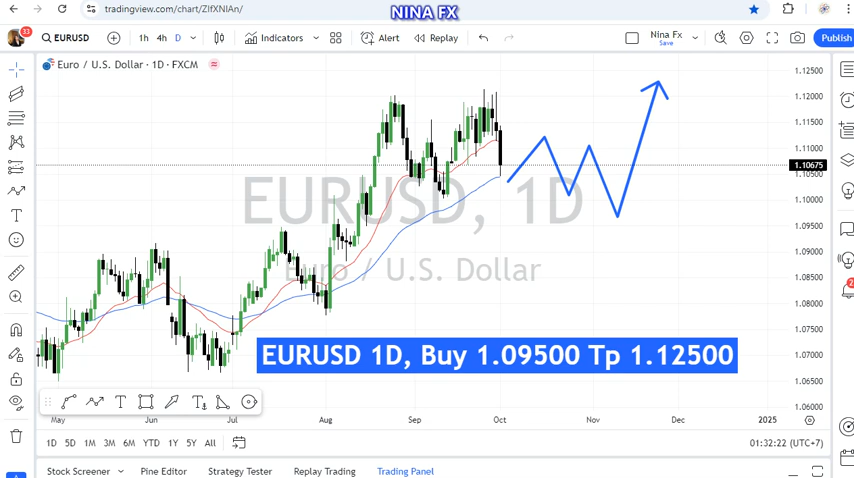 tradingview.com/chart/ZIfXNIAn/
NINA FX
33
EURUSD
1h 4h D
Indicators
Alert
Replay
Nina Fx
Save
Publish
Euro / U.S. Dollar · 1D · FXCM
1.12500
1.12000
1.11500
1.11000
1.10675
1.10500
1.10000
1.09500
1.09000
1.08500
1.08000
1.07500
1.07000
1.06500
1.06000
EURUSD, 1D
Euro / U.S. Dollar
EURUSD 1D, Buy 1.09500 Tp 1.12500
2
May Jun Jul Aug Sep Oct Nov Dec 2025
1D 5D 1M 3M 6M YTD 1Y 5Y All
01:32:22 (UTC+7)
Stock Screener Pine Editor Strategy Tester Replay Trading Trading Panel